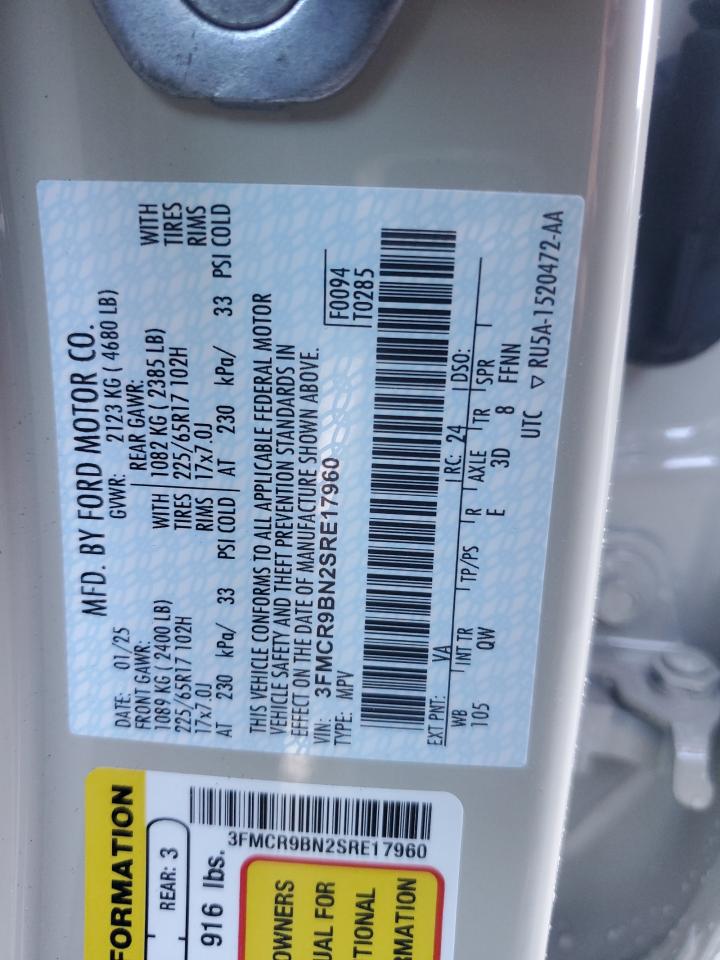 MFD. BY FORD MOTOR CO.
DATE: 01/25 GVWR: 2123 KG ( 4680 LB)
FRONT GAWR: REAR GAWR:
1089 KG ( 2400 LB) WITH 1082 KG ( 2385 LB) WITH
225/65R17 102H TIRES 225/65R17 102H TIRES
17x7.0J RIMS 17x7.0J RIMS
AT 230 kPa/ 33 PSI COLD AT 230 kPa/ 33 PSI COLD
THIS VEHICLE CONFORMS TO ALL APPLICABLE FEDERAL MOTOR
VEHICLE SAFETY AND THEFT PREVENTION STANDARDS IN
EFFECT ON THE DATE OF MANUFACTURE SHOWN ABOVE.
VIN: 3FMCR9BN2SRE17960 F0094
TYPE: MPV T0285
EXT PNT: YA RC: 24 DSO:
WB INT TR TP/PS R AXLE TR SPR
105 QW E 3D 8 FFNN
UTC ▽ RU5A-1520472-AA
FORMATION
REAR: 3
916 lbs.
3FMCR9BN2SRE17960
OWNERS
UAL FOR
TIONAL
RMATION